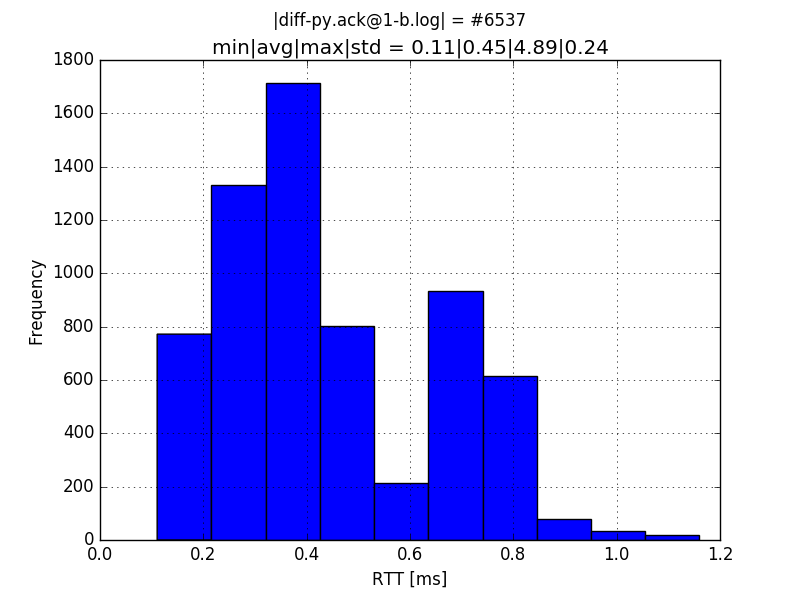 |diff-py.ack@1-b.log| = #6537
min|avg|max|std = 0.11|0.45|4.89|0.24
1800
1600
1400
1200
1000
800
600
400
200
0
Frequency
0.0 0.2 0.4 0.6 0.8 1.0 1.2
RTT [ms]